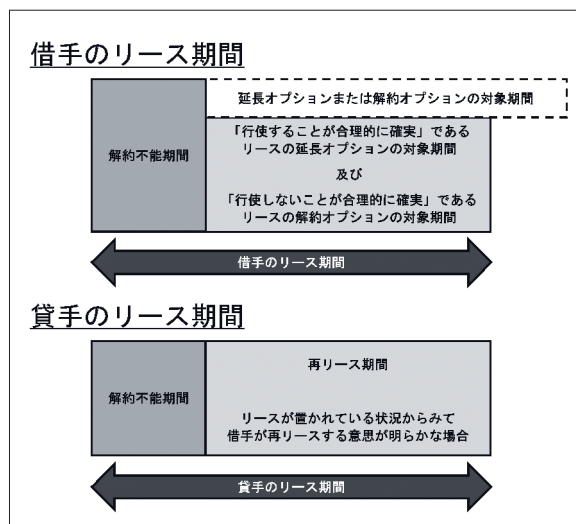 借手のリース期間
延長オプションまたは解約オプションの対象期間
解約不能期間
「行使することが合理的に確実」である
リースの延長オプションの対象期間
及び
「行使しないことが合理的に確実」である
リースの解約オプションの対象期間
借手のリース期間
貸手のリース期間
解約不能期間
再リース期間
リースが置かれている状況からみて
借手が再リースする意思が明らかな場合
貸手のリース期間